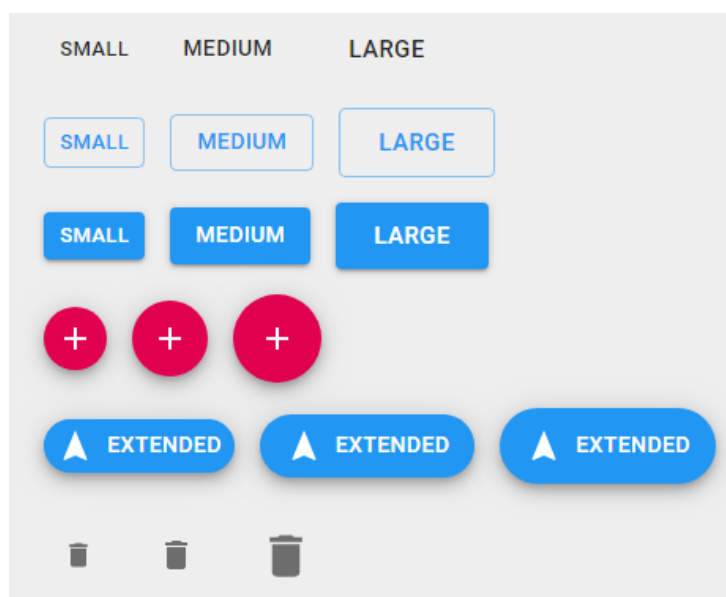 SMALL MEDIUM LARGE
SMALL MEDIUM LARGE
SMALL MEDIUM LARGE
+ + +
EXTENDED EXTENDED EXTENDED